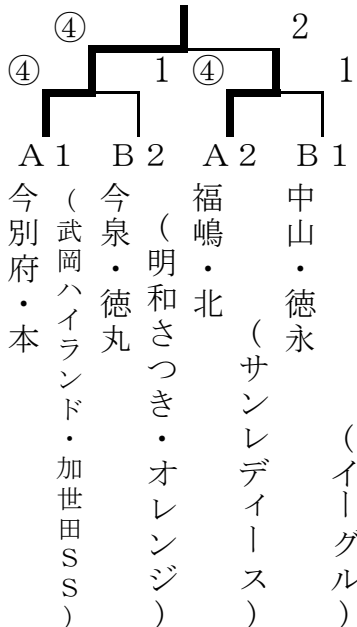 ④ 2
④ 1 ④ 1
A1 B2 A2 B1
今別府・本
(武岡ハイランド・加世田SS)
今泉・徳丸
(明和さつき・オレンジ)
福嶋・北
(サンレディース)
中山・徳永
(イーグル)